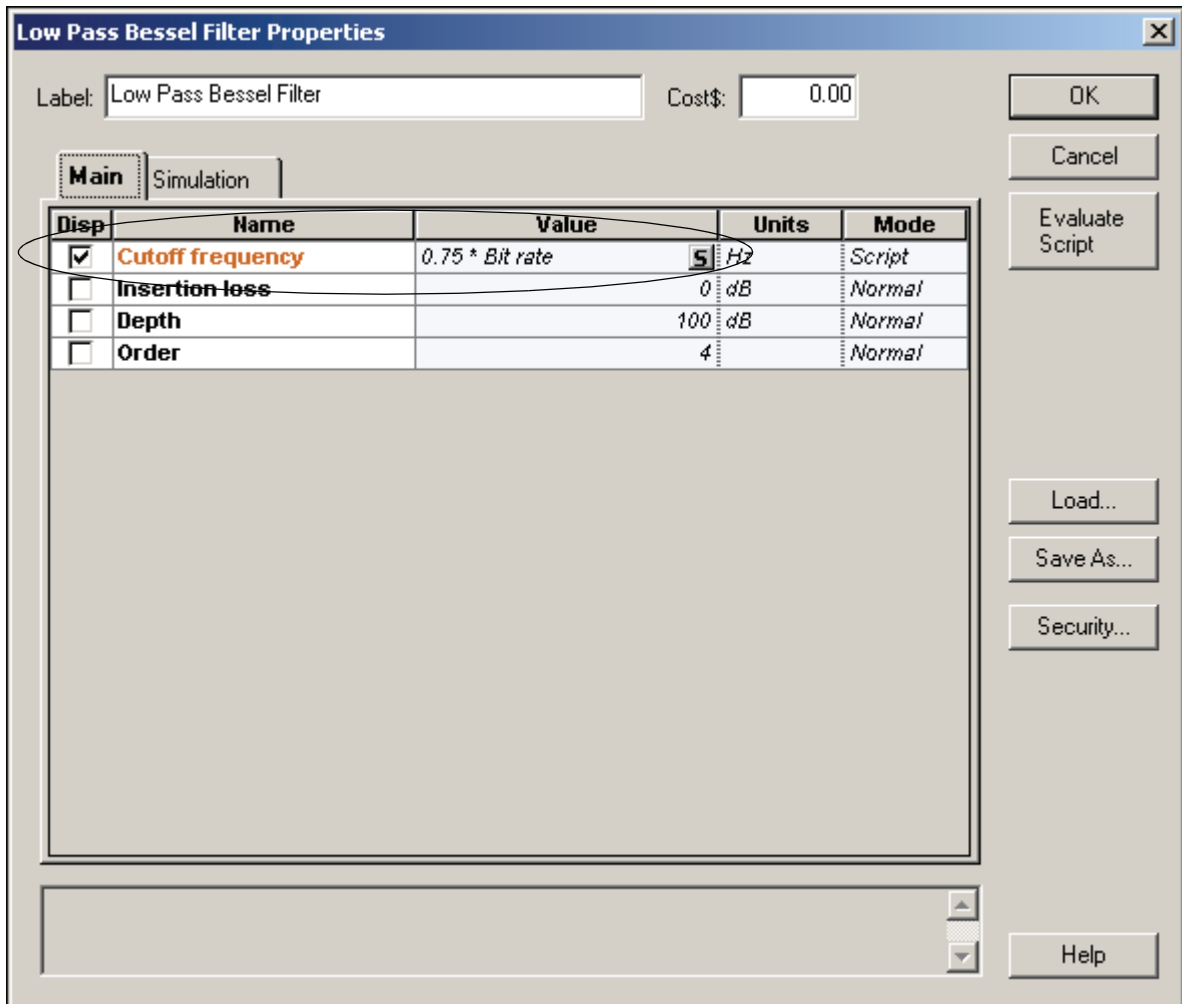 Low Pass Bessel Filter Properties
Label: Low Pass Bessel Filter Cost$: 0.00
OK
Cancel
Evaluate
Script
Main Simulation
Disp Name Value Units Mode
Cutoff frequency 0.75 * Bit rate S Hz Script
Insertion loss 0 dB Normal
Depth 100 dB Normal
Order 4 Normal
Load...
Save As...
Security...
Help